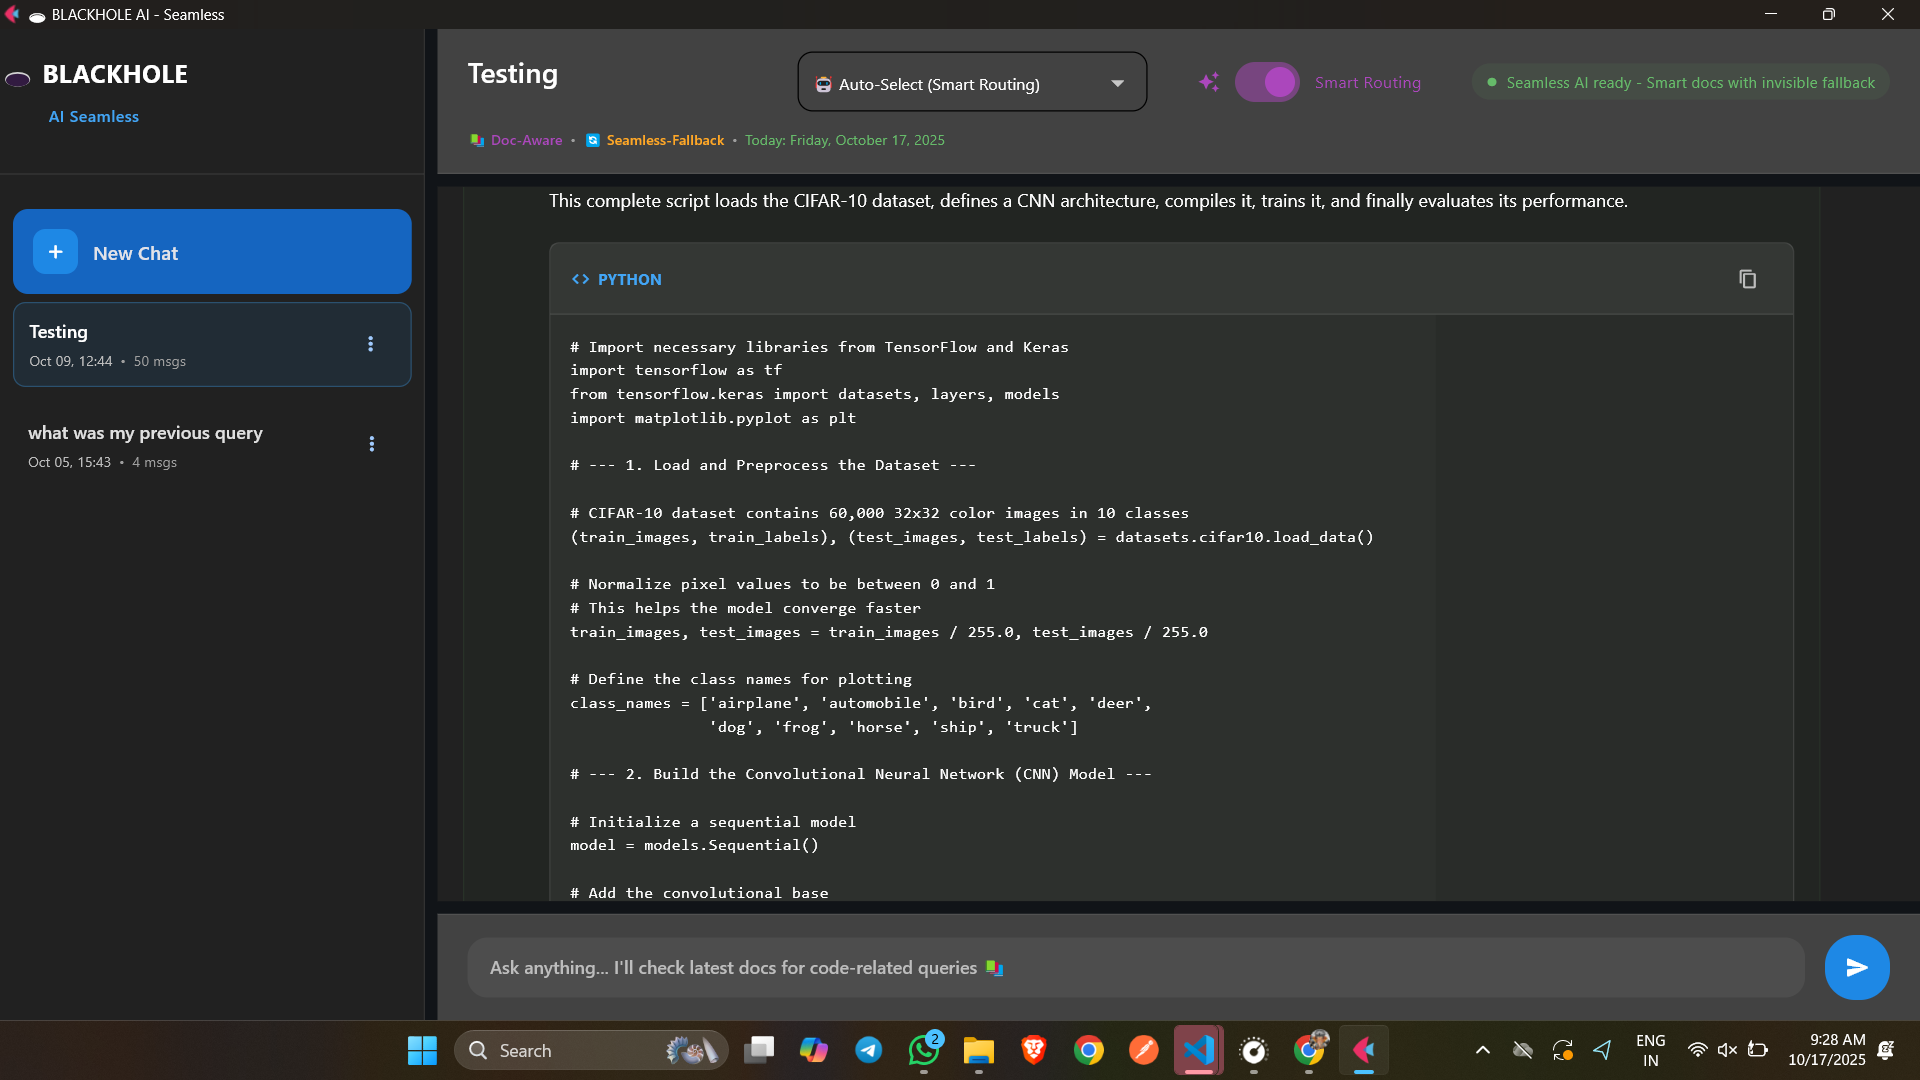 BLACKHOLE AI - Seamless
BLACKHOLE
AI Seamless
New Chat
Testing
Oct 09, 12:44 • 50 msgs
what was my previous query
Oct 05, 15:43 • 4 msgs
Testing
Auto-Select (Smart Routing)
Smart Routing
Seamless AI ready - Smart docs with invisible fallback
Doc-Aware • Seamless-Fallback • Today: Friday, October 17, 2025
This complete script loads the CIFAR-10 dataset, defines a CNN architecture, compiles it, trains it, and finally evaluates its performance.
<> PYTHON
# Import necessary libraries from TensorFlow and Keras
import tensorflow as tf
from tensorflow.keras import datasets, layers, models
import matplotlib.pyplot as plt
# --- 1. Load and Preprocess the Dataset ---
# CIFAR-10 dataset contains 60,000 32x32 color images in 10 classes
(train_images, train_labels), (test_images, test_labels) = datasets.cifar10.load_data()
# Normalize pixel values to be between 0 and 1
# This helps the model converge faster
train_images, test_images = train_images / 255.0, test_images / 255.0
# Define the class names for plotting
class_names = ['airplane', 'automobile', 'bird', 'cat', 'deer',
'dog', 'frog', 'horse', 'ship', 'truck']
# --- 2. Build the Convolutional Neural Network (CNN) Model ---
# Initialize a sequential model
model = models.Sequential()
# Add the convolutional base
Ask anything... I'll check latest docs for code-related queries
Search
2
ENG
IN
9:28 AM
10/17/2025